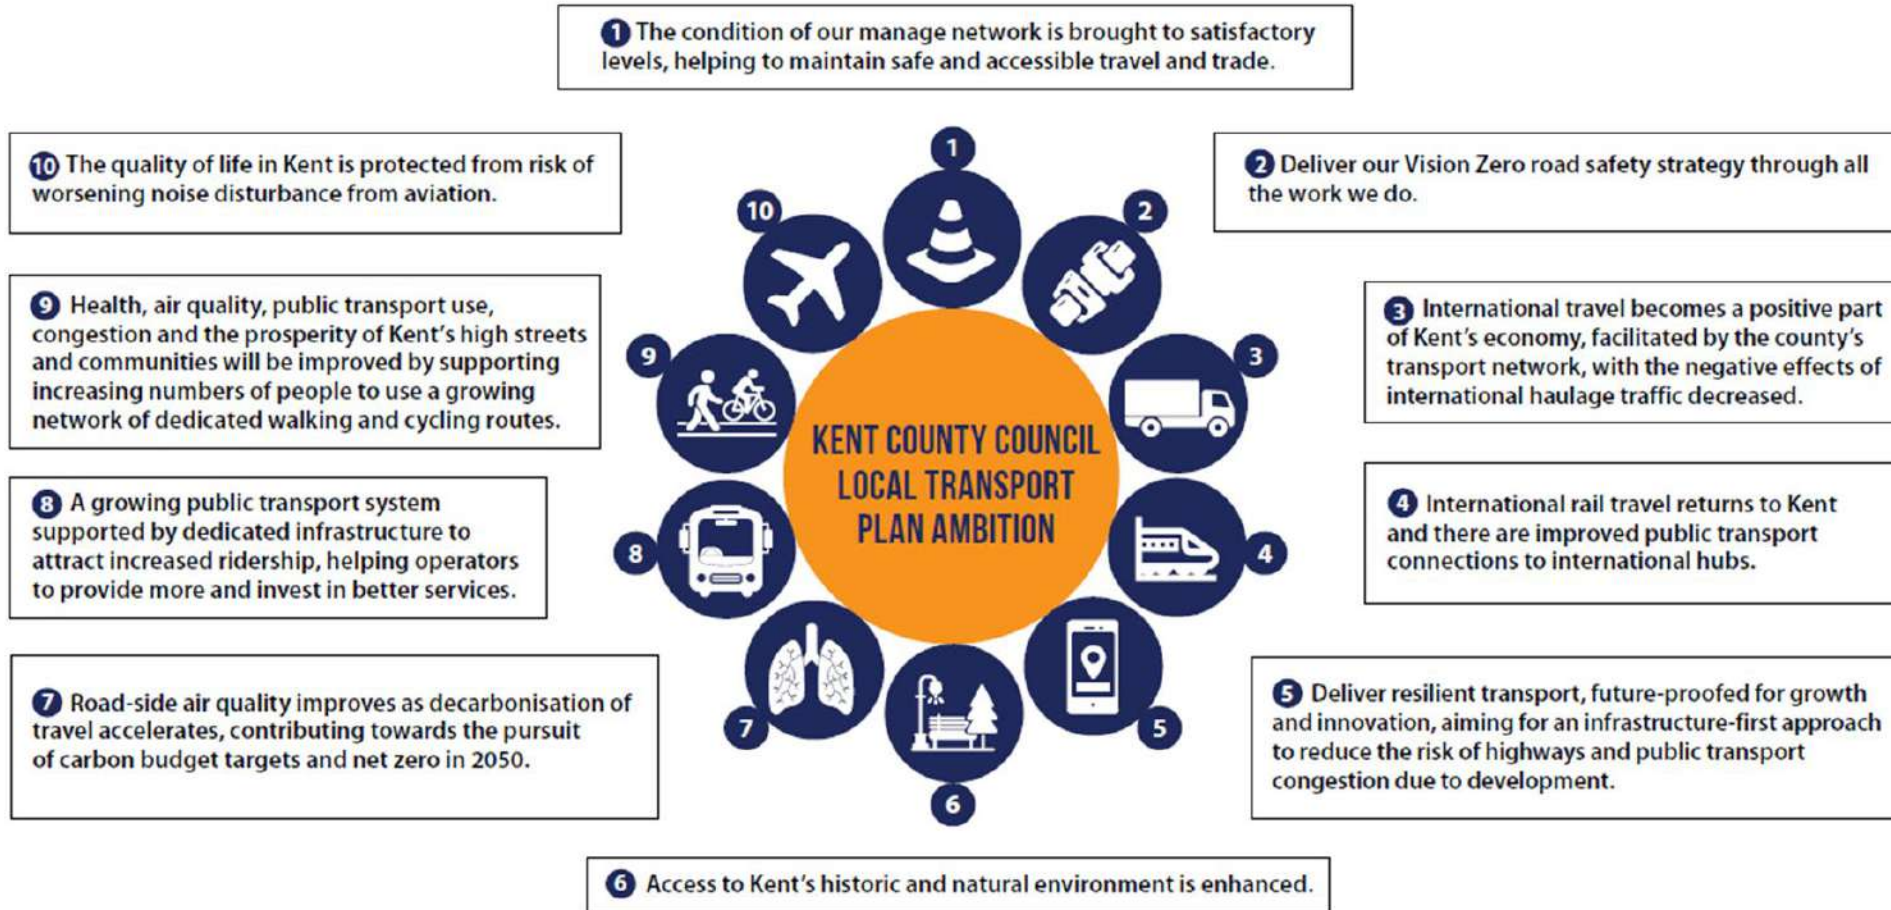 1 The condition of our manage network is brought to satisfactory
levels, helping to maintain safe and accessible travel and trade.
10 The quality of life in Kent is protected from risk of
worsening noise disturbance from aviation.
2 Deliver our Vision Zero road safety strategy through all
the work we do.
9 Health, air quality, public transport use,
congestion and the prosperity of Kent's high streets
and communities will be improved by supporting
increasing numbers of people to use a growing
network of dedicated walking and cycling routes.
3 International travel becomes a positive part
of Kent's economy, facilitated by the county's
transport network, with the negative effects of
international haulage traffic decreased.
8 A growing public transport system
supported by dedicated infrastructure to
attract increased ridership, helping operators
to provide more and invest in better services.
4 International rail travel returns to Kent
and there are improved public transport
connections to international hubs.
7 Road-side air quality improves as decarbonisation of
travel accelerates, contributing towards the pursuit
of carbon budget targets and net zero in 2050.
5 Deliver resilient transport, future-proofed for growth
and innovation, aiming for an infrastructure-first approach
to reduce the risk of highways and public transport
congestion due to development.
6 Access to Kent's historic and natural environment is enhanced.
KENT COUNTY COUNCIL
LOCAL TRANSPORT
PLAN AMBITION
1
2
3
4
5
6
7
8
9
10